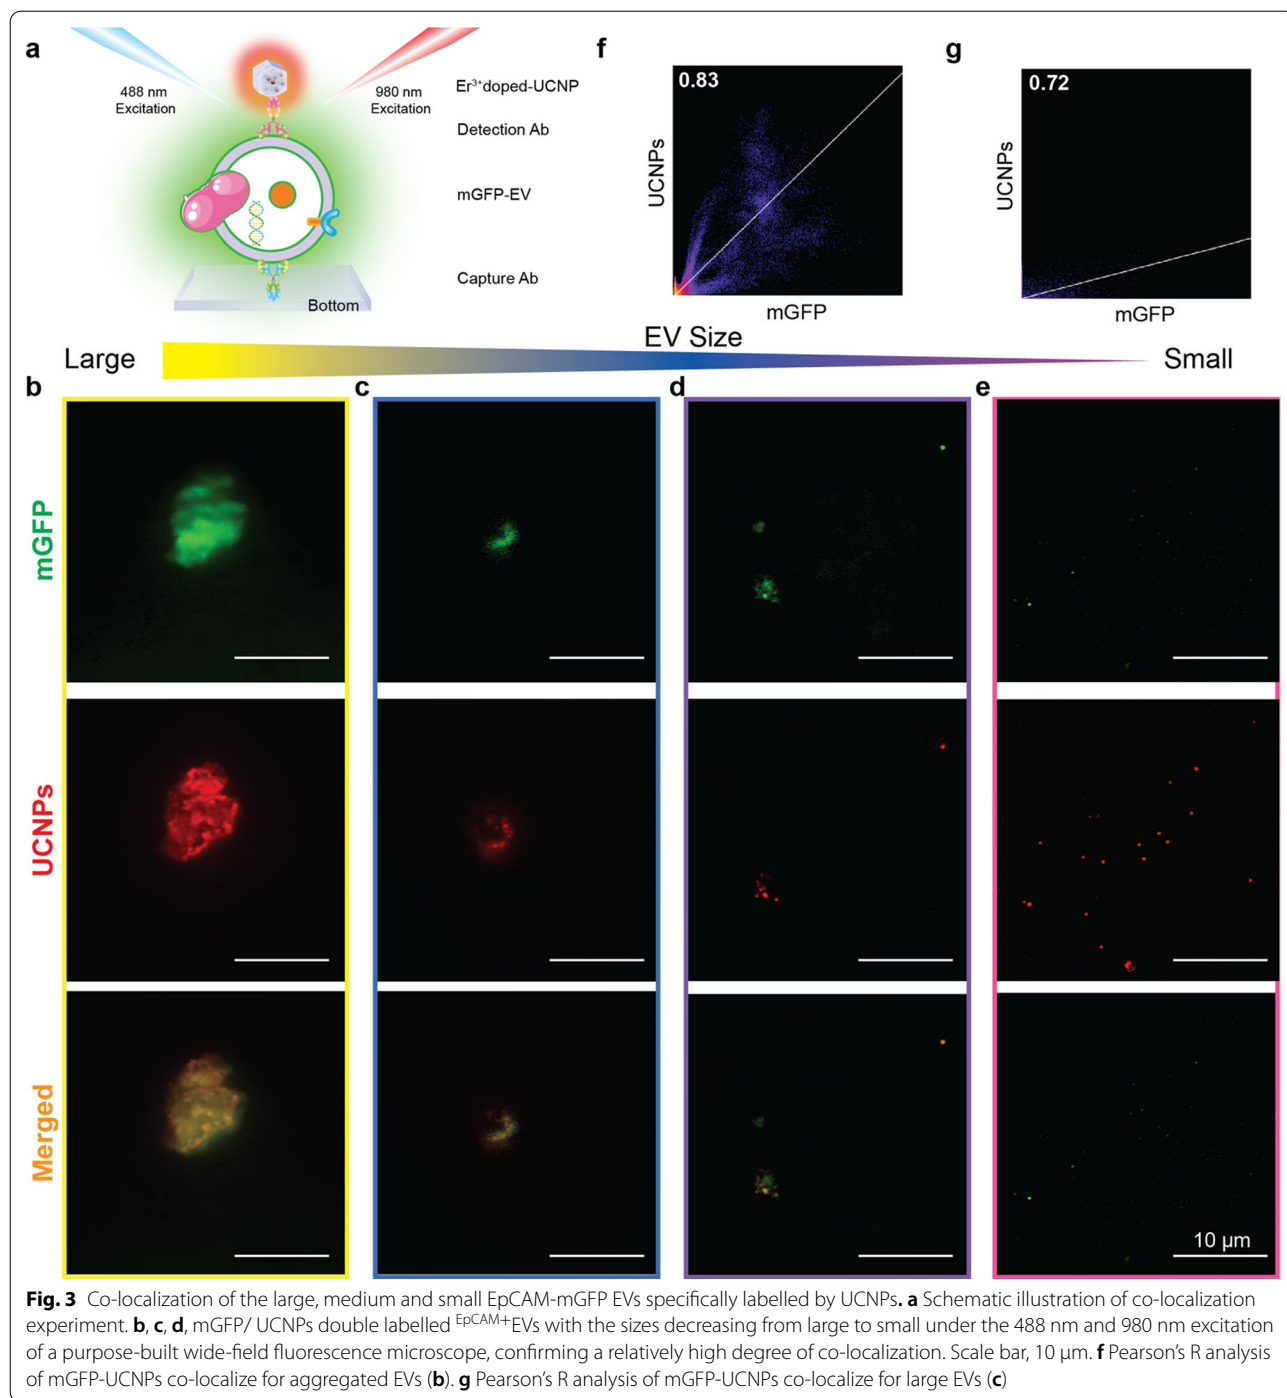 a
488 nm
Excitation
980 nm
Excitation
Er³⁺doped-UCNP
Detection Ab
mGFP-EV
Capture Ab
Bottom
f
0.83
UCNPs
mGFP
g
0.72
UCNPs
mGFP
EV Size
Large
Small
b
c
d
e
mGFP
UCNPs
Merged
10 µm
Fig. 3 Co-localization of the large, medium and small EpCAM-mGFP EVs specifically labelled by UCNPs. a Schematic illustration of co-localization
experiment. b, c, d, mGFP/ UCNPs double labelled EpCAM+EVs with the sizes decreasing from large to small under the 488 nm and 980 nm excitation
of a purpose-built wide-field fluorescence microscope, confirming a relatively high degree of co-localization. Scale bar, 10 µm. f Pearson's R analysis
of mGFP-UCNPs co-localize for aggregated EVs (b). g Pearson's R analysis of mGFP-UCNPs co-localize for large EVs (c)